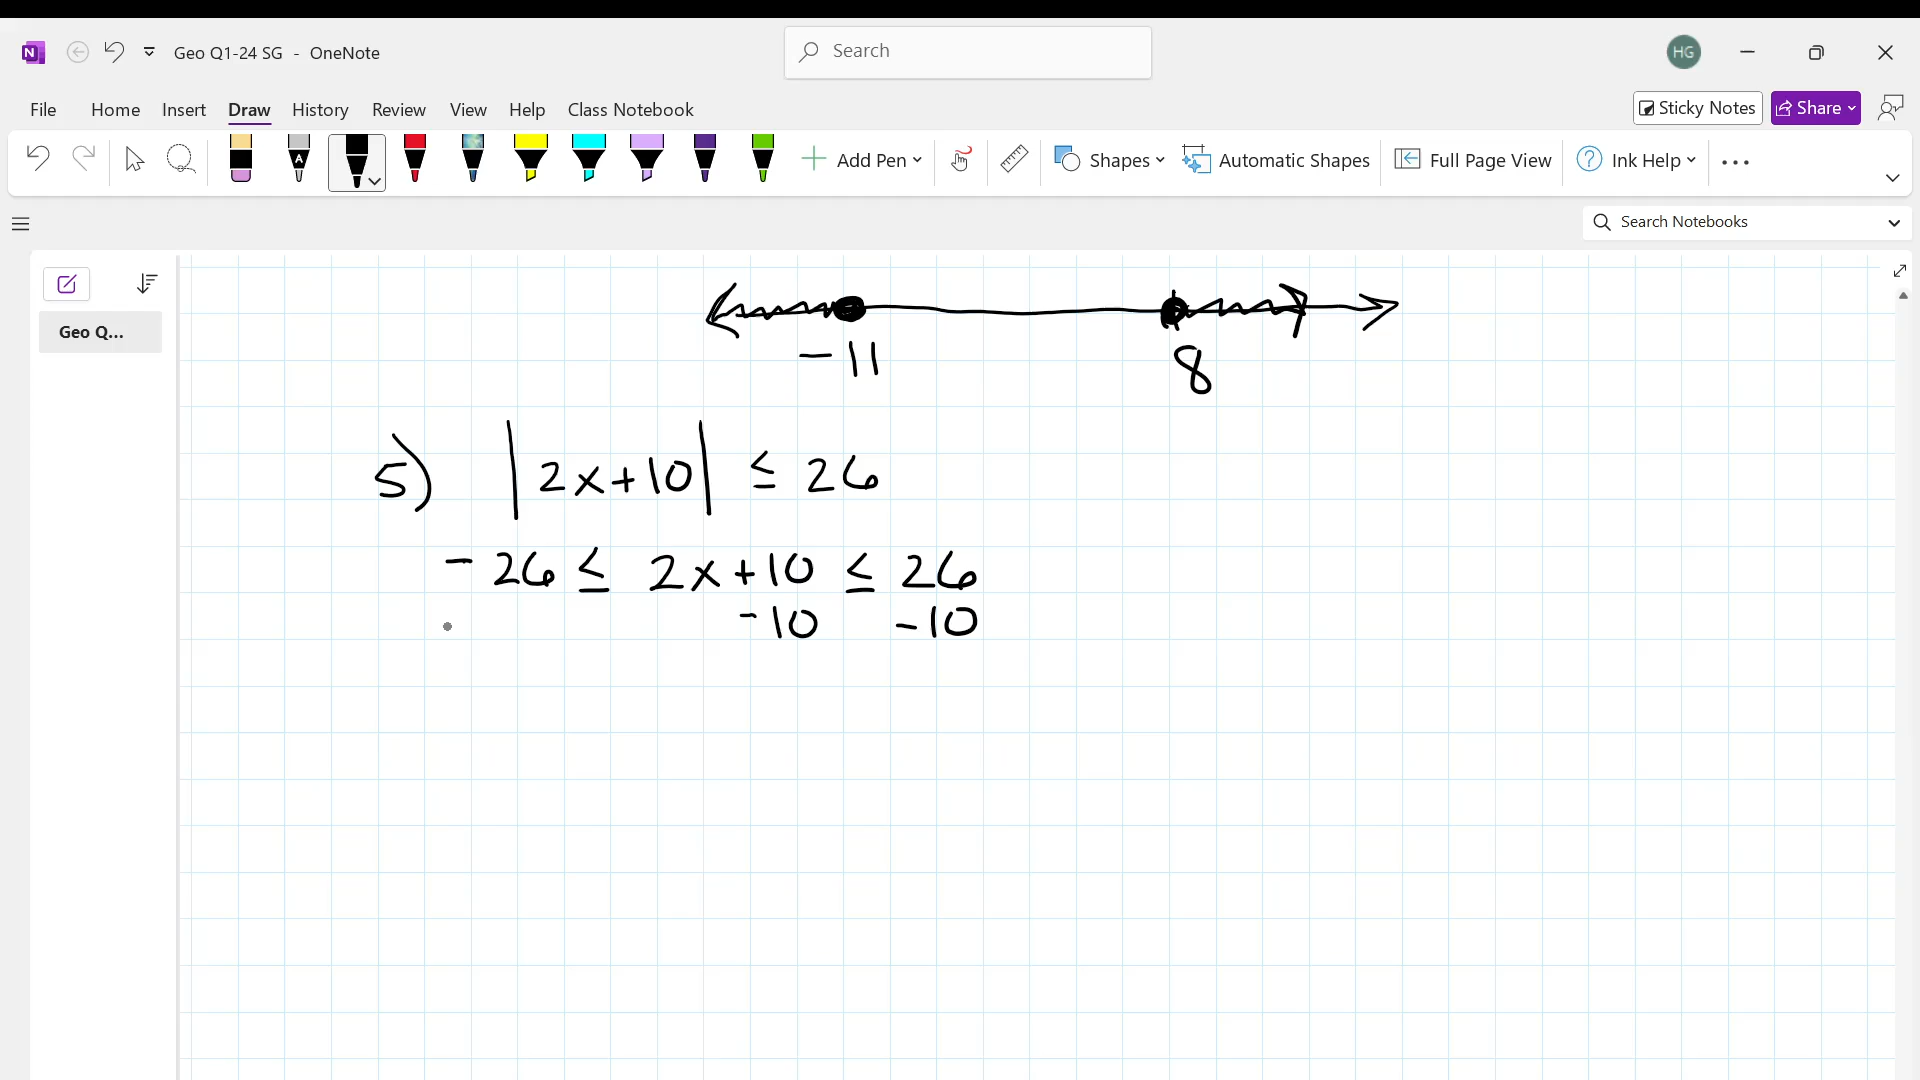 Geo Q1-24 SG - OneNote
Search
HG
File Home Insert Draw History Review View Help Class Notebook
Sticky Notes Share
A
Add Pen Shapes Automatic Shapes Full Page View Ink Help
Search Notebooks
Geo Q...
-11 8
5) |2x+10| ≤ 26
-26 ≤ 2x+10 ≤ 26
-10 -10